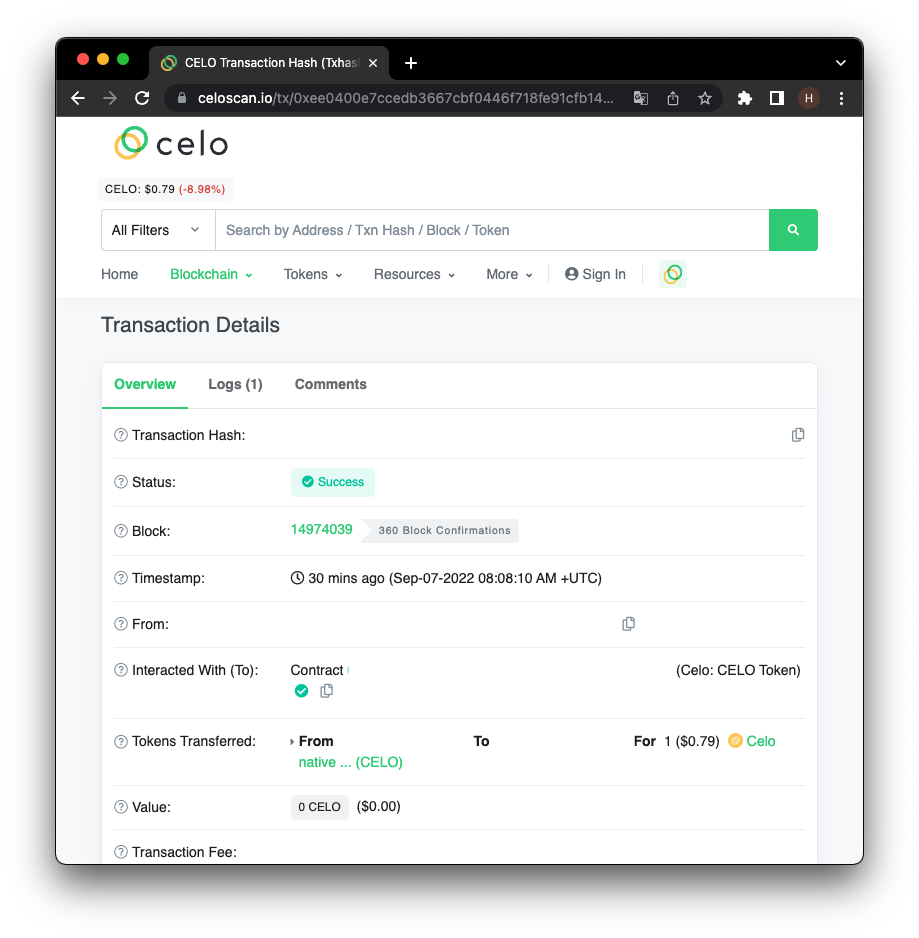 CELO Transaction Hash (Txhas
celoscan.io/tx/0xee0400e7ccedb3667cbf0446f718fe91cfb14...
H
celo
CELO: $0.79 (-8.98%)
All Filters
Search by Address / Txn Hash / Block / Token
Home Blockchain Tokens Resources More Sign In
Transaction Details
Overview Logs (1) Comments
Transaction Hash:
Status: Success
Block: 14974039 360 Block Confirmations
Timestamp: 30 mins ago (Sep-07-2022 08:08:10 AM +UTC)
From:
Interacted With (To): Contract (Celo: CELO Token)
Tokens Transferred: From To For 1 ($0.79) Celo
native ... (CELO)
Value: 0 CELO ($0.00)
Transaction Fee: